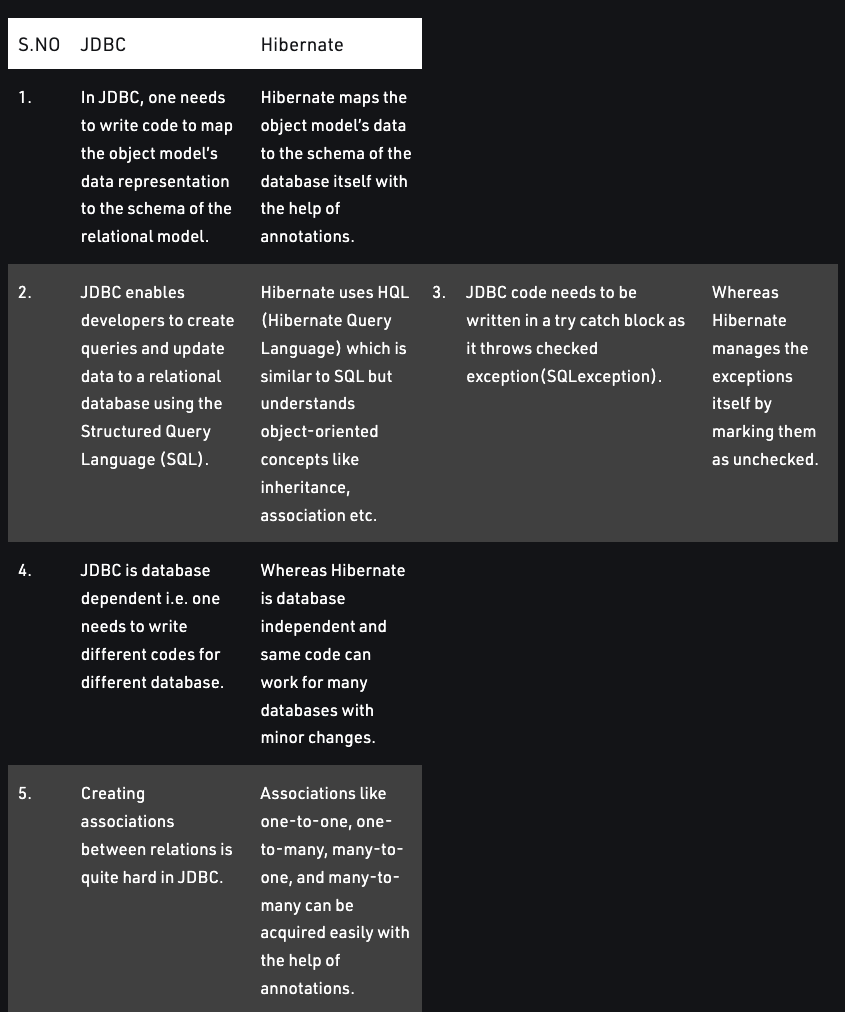 S.NO JDBC Hibernate
1.
In JDBC, one needs
to write code to map
the object model’s
data representation
to the schema of the
relational model.
Hibernate maps the
object model’s data
to the schema of the
database itself with
the help of
annotations.
2.
JDBC enables
developers to create
queries and update
data to a relational
database using the
Structured Query
Language (SQL).
Hibernate uses HQL
(Hibernate Query
Language) which is
similar to SQL but
understands
object-oriented
concepts like
inheritance,
association etc.
3.
JDBC code needs to be
written in a try catch block as
it throws checked
exception(SQLexception).
Whereas
Hibernate
manages the
exceptions
itself by
marking them
as unchecked.
4.
JDBC is database
dependent i.e. one
needs to write
different codes for
different database.
Whereas Hibernate
is database
independent and
same code can
work for many
databases with
minor changes.
5.
Creating
associations
between relations is
quite hard in JDBC.
Associations like
one-to-one, one-
to-many, many-to-
one, and many-to-
many can be
acquired easily with
the help of
annotations.